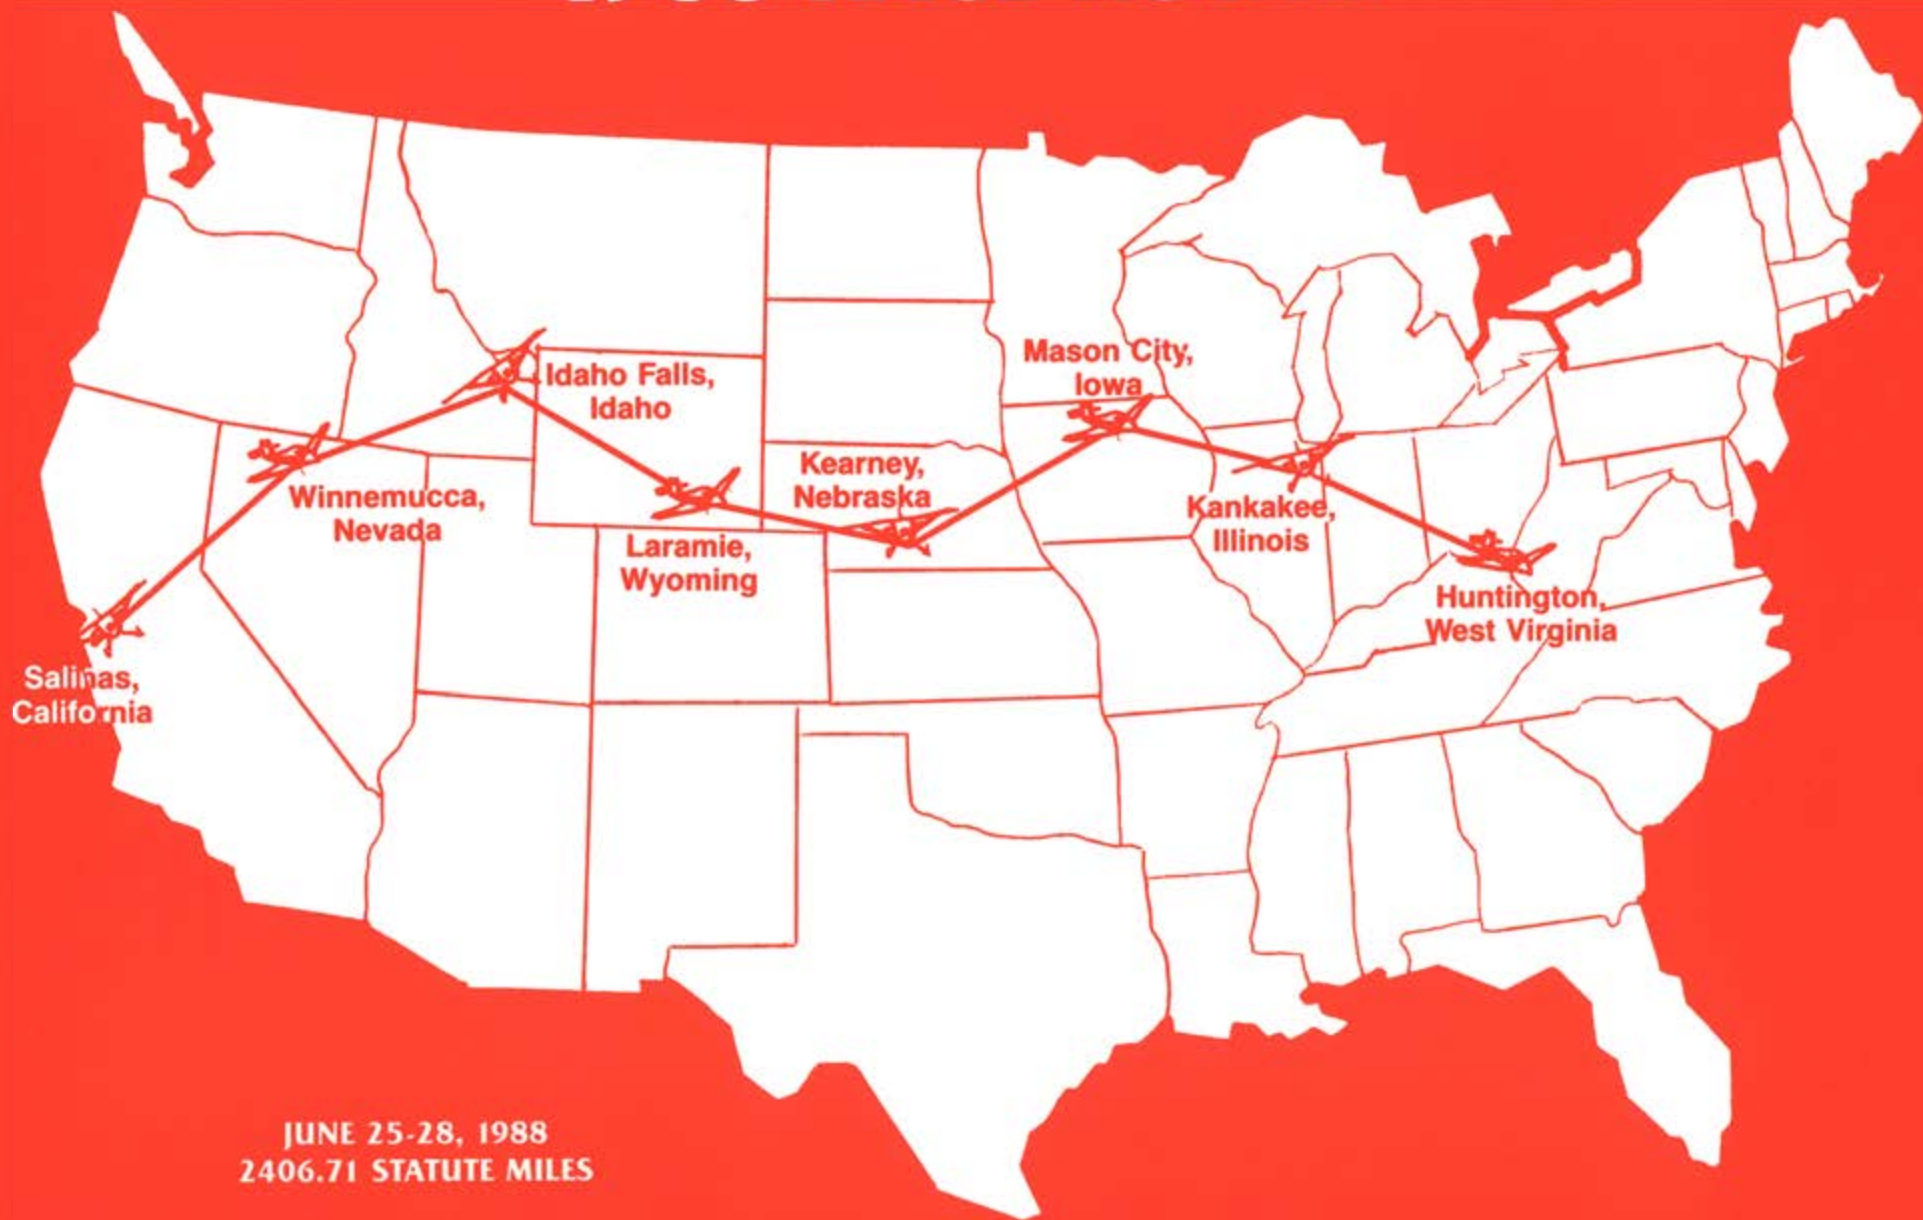 Mason City,
Iowa
Idaho Falls,
Idaho
Kearney,
Nebraska
Winnemucca,
Nevada
Kankakee,
Illinois
Laramie,
Wyoming
Huntington,
West Virginia
Salinas,
California
JUNE 25-28, 1988
2406.71 STATUTE MILES